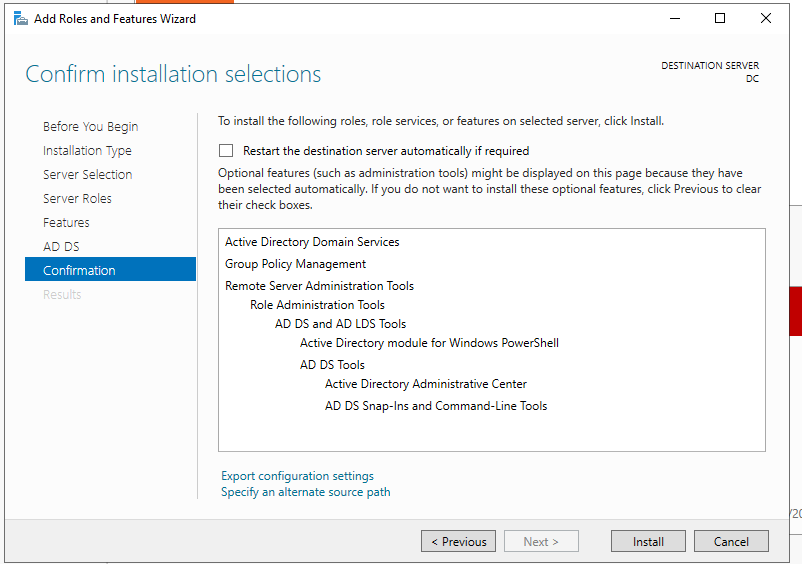 Add Roles and Features Wizard
Confirm installation selections
DESTINATION SERVER
DC
Before You Begin
Installation Type
Server Selection
Server Roles
Features
AD DS
Confirmation
Results
To install the following roles, role services, or features on selected server, click Install.
Restart the destination server automatically if required
Optional features (such as administration tools) might be displayed on this page because they have
been selected automatically. If you do not want to install these optional features, click Previous to clear
their check boxes.
Active Directory Domain Services
Group Policy Management
Remote Server Administration Tools
Role Administration Tools
AD DS and AD LDS Tools
Active Directory module for Windows PowerShell
AD DS Tools
Active Directory Administrative Center
AD DS Snap-Ins and Command-Line Tools
Export configuration settings
Specify an alternate source path
< Previous
Next >
Install
Cancel